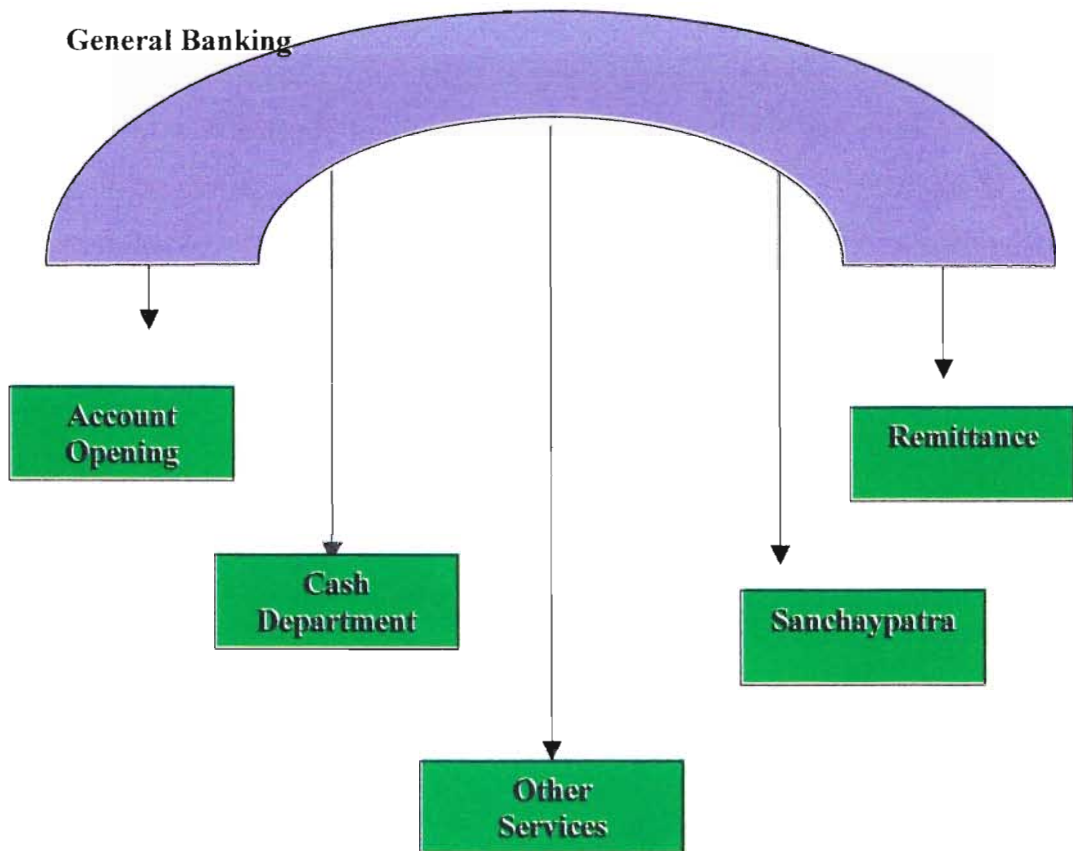 General Banking
Account
Opening
Remittance
Cash
Department
Sanchaypatra
Other
Services